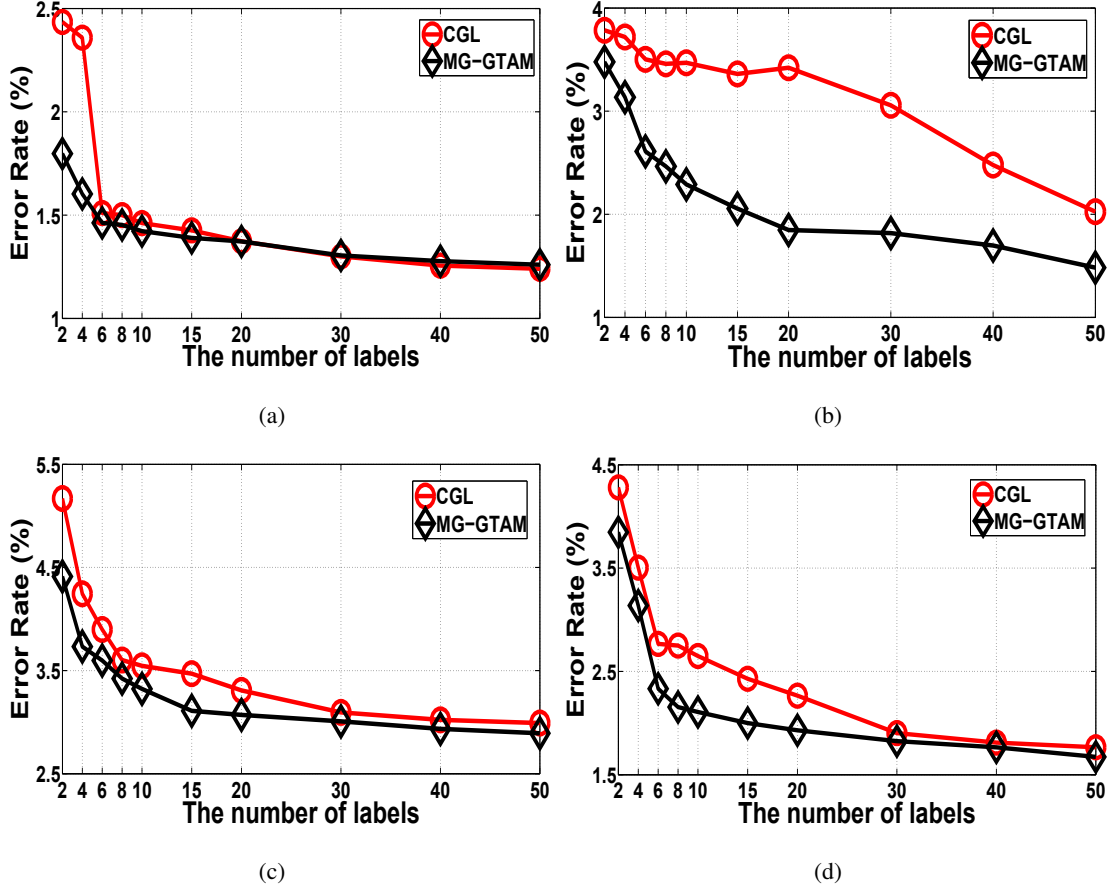 2.5
2
1.5
1
Error Rate (%)
CGL
MG-GTAM
2 4 6 8 10 15 20 30 40 50
The number of labels
(a)
4
3
2
1
Error Rate (%)
CGL
MG-GTAM
2 4 6 8 10 15 20 30 40 50
The number of labels
(b)
5.5
4.5
3.5
2.5
Error Rate (%)
CGL
MG-GTAM
2 4 6 8 10 15 20 30 40 50
The number of labels
(c)
4.5
3.5
2.5
1.5
Error Rate (%)
CGL
MG-GTAM
2 4 6 8 10 15 20 30 40 50
The number of labels
(d)